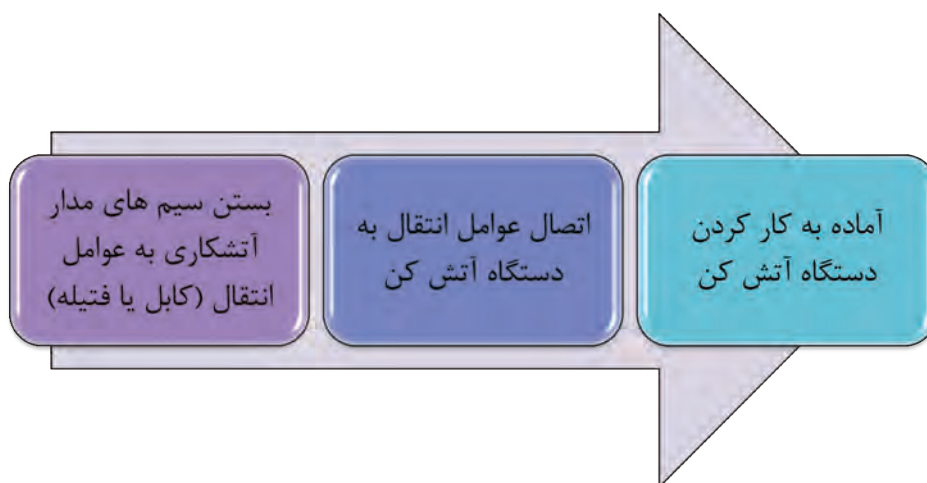 بستن سیم های مدار
آتشکاری به عوامل
انتقال (کابل یا فتیله)
اتصال عوامل انتقال به
دستگاه آتش کن
آماده به کار کردن
دستگاه آتش کن